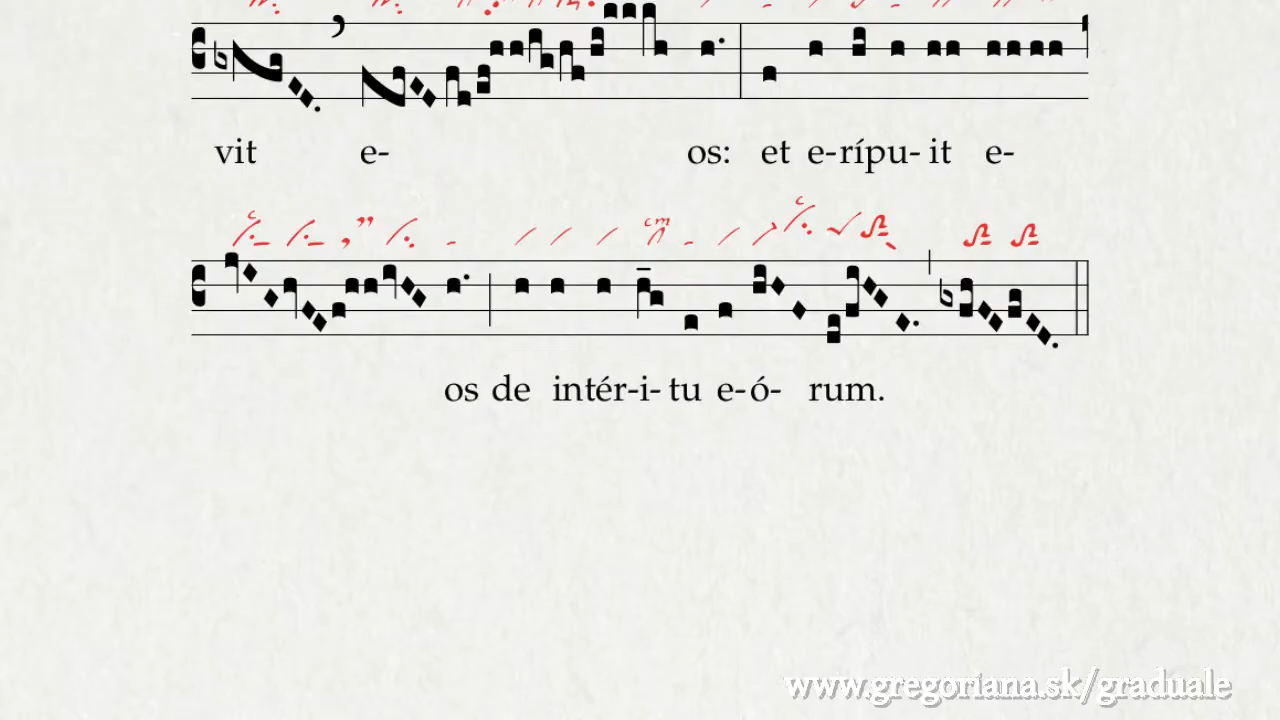 vit e- os: et e-rípu-it e-
os de intér-i-tu e-ó-rum.
www.gregoriana.sk/graduale